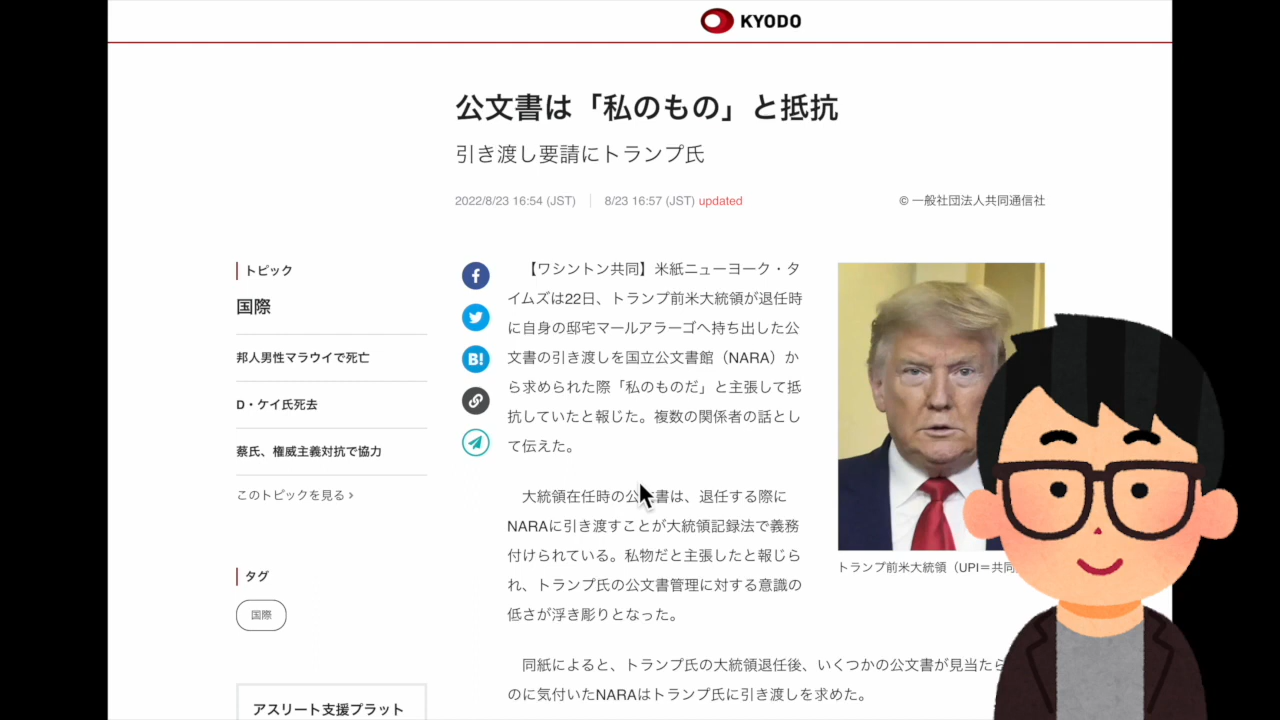 KYODO
公文書は「私のもの」と抵抗
引き渡し要請にトランプ氏
2022/8/23 16:54 (JST)
8/23 16:57 (JST) updated
© 一般社団法人共同通信社
トピック
国際
邦人男性マラウイで死亡
D・ケイ氏死去
蔡氏、権威主義対抗で協力
このトピックを見る
タグ
国際
アスリート支援プラット
B!
【ワシントン共同】米紙ニューヨーク・タ
イムズは22日、トランプ前米大統領が退任時
に自身の邸宅マールアラーゴへ持ち出した公
文書の引き渡しを国立公文書館（NARA）か
ら求められた際「私のものだ」と主張して抵
抗していたと報じた。複数の関係者の話とし
て伝えた。
大統領在任時の公文書は、退任する際に
NARAに引き渡すことが大統領記録法で義務
付けられている。私物だと主張したと報じら
れ、トランプ氏の公文書管理に対する意識の
低さが浮き彫りとなった。
同紙によると、トランプ氏の大統領退任後、いくつかの公文書が見当たら
のに気付いたNARAはトランプ氏に引き渡しを求めた。
トランプ前米大統領（UPI＝共同